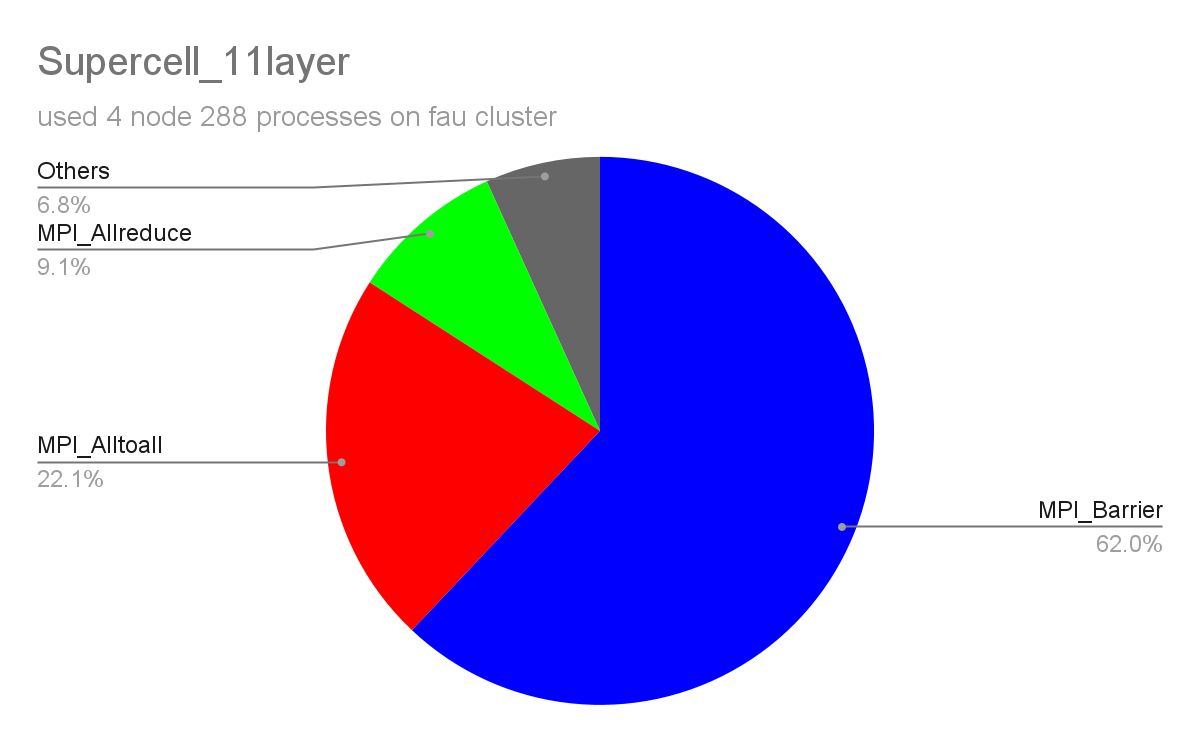 Supercell_11layer
used 4 node 288 processes on fau cluster
Others
6.8%
MPI_Allreduce
9.1%
MPI_Alltoall
22.1%
MPI_Barrier
62.0%